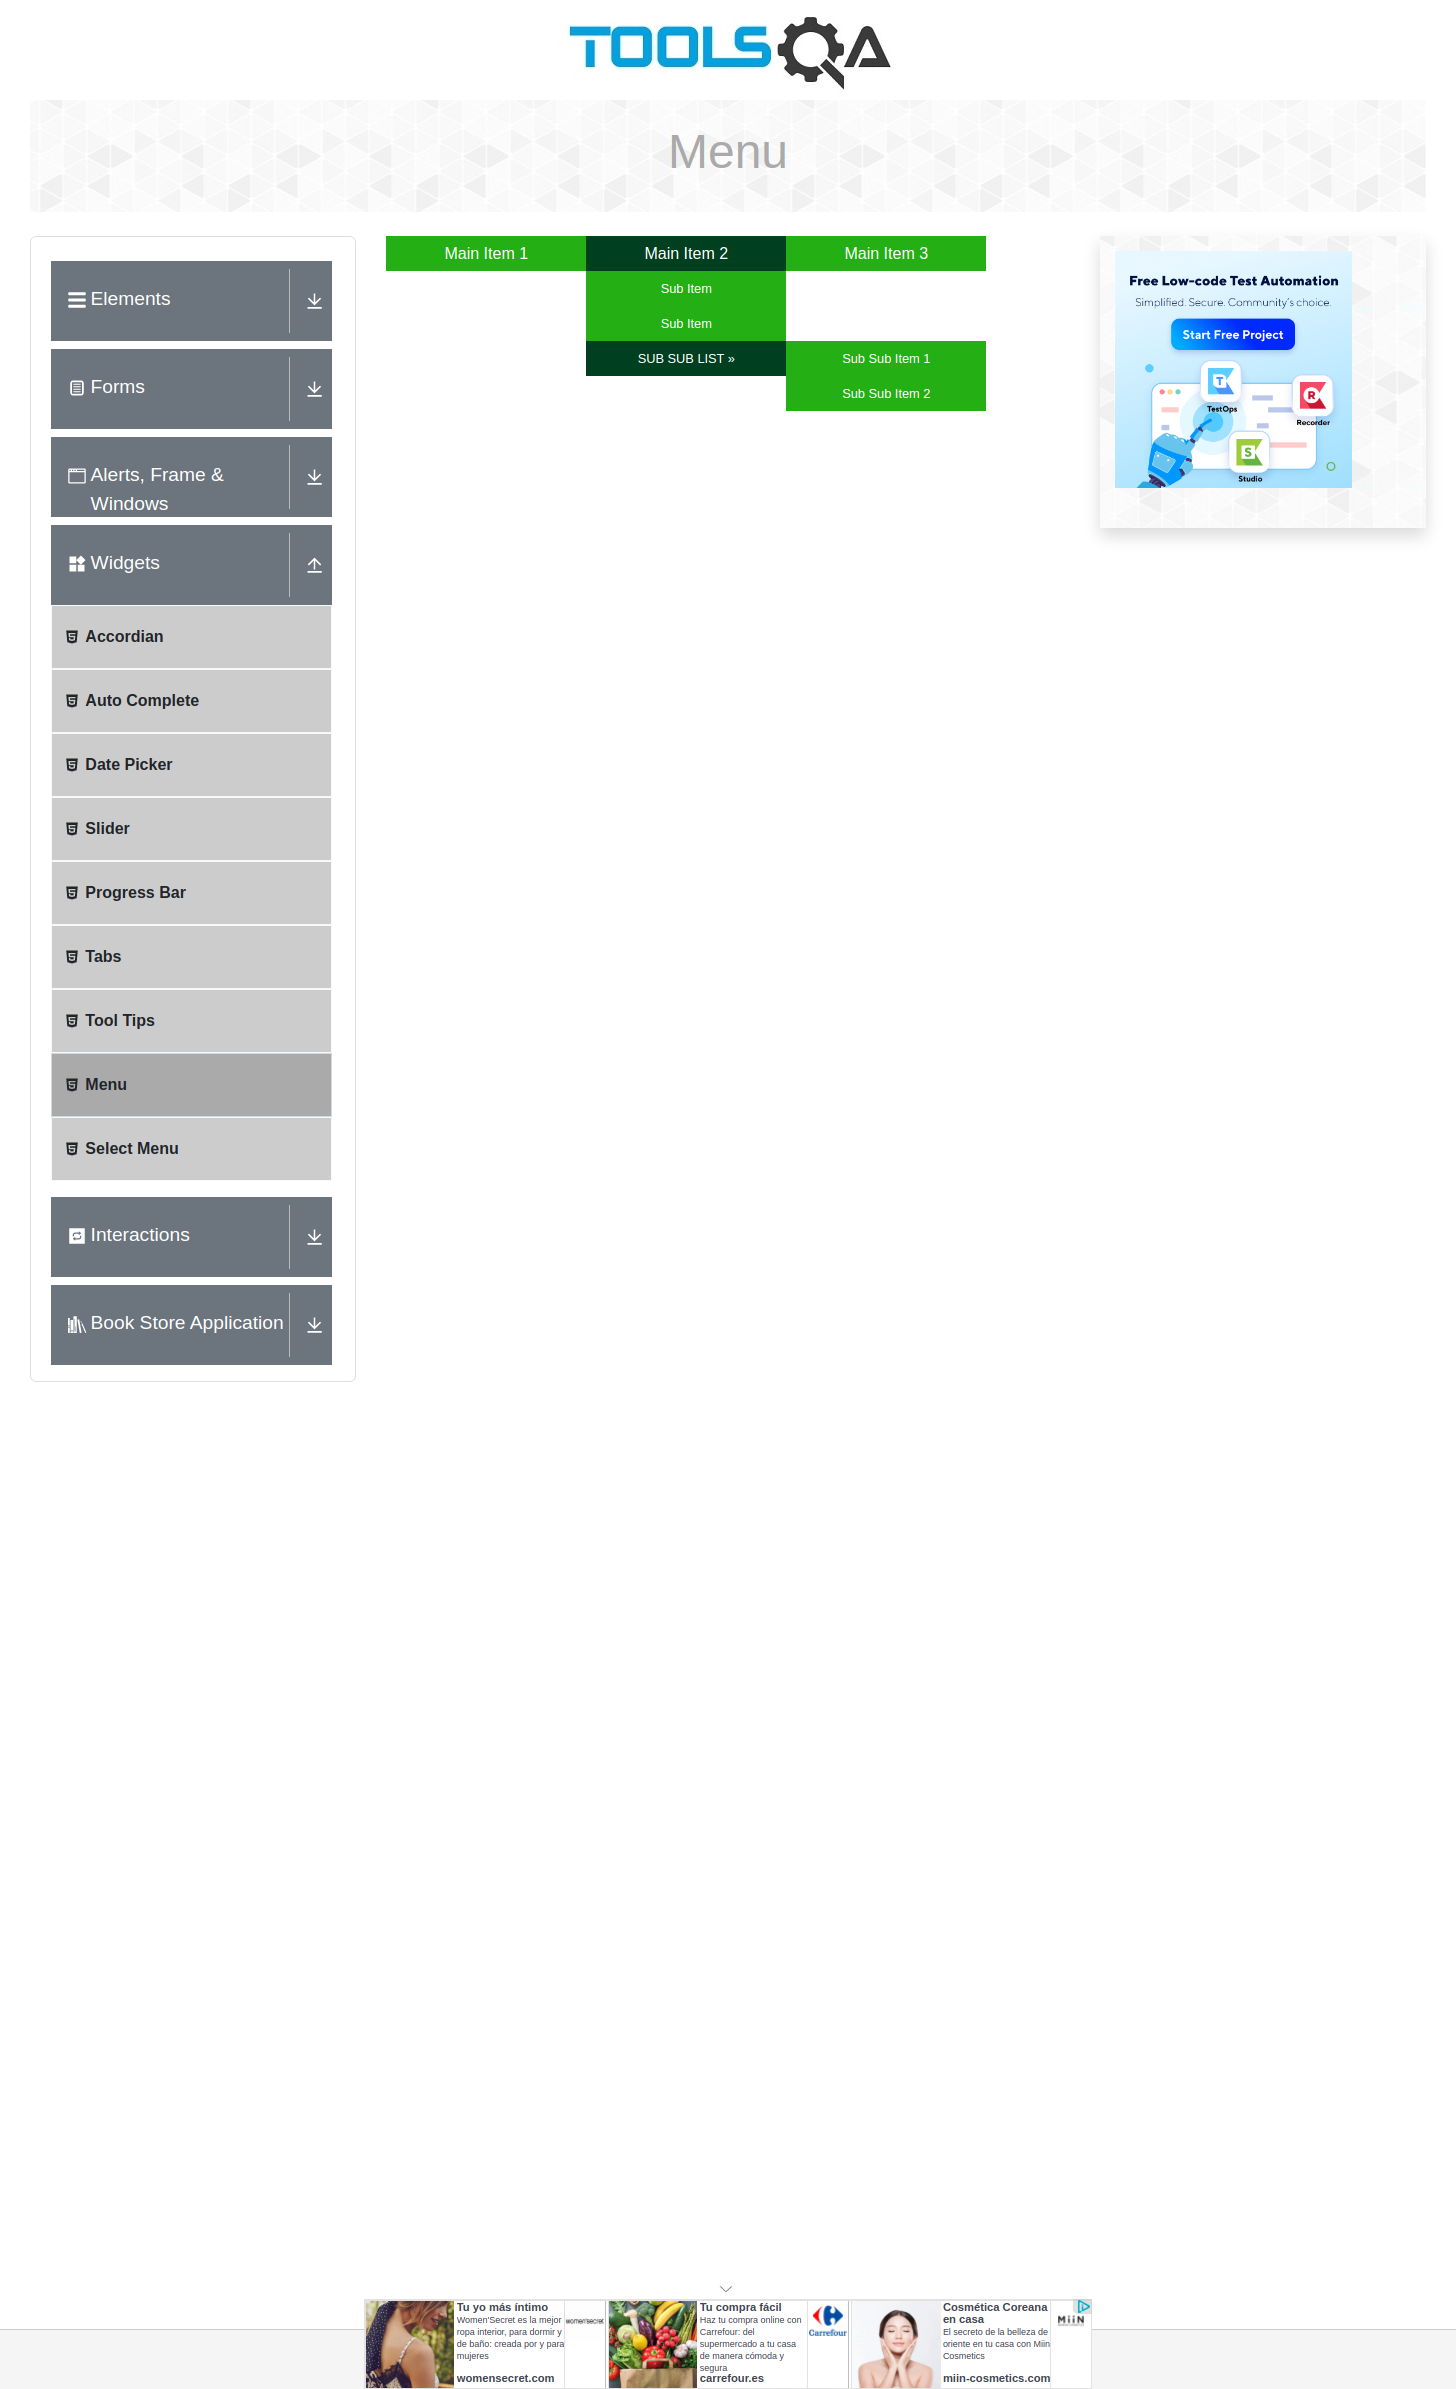 TOOLSQA
Menu
Elements
Forms
Alerts, Frame &
Windows
Widgets
Accordian
Auto Complete
Date Picker
Slider
Progress Bar
Tabs
Tool Tips
Menu
Select Menu
Interactions
Book Store Application
Main Item 1
Main Item 2
Main Item 3
Sub Item
Sub Item
SUB SUB LIST »
Sub Sub Item 1
Sub Sub Item 2
Free Low-code Test Automation
Simplified. Secure. Community's choice.
Start Free Project
T
TestOps
R
Recorder
S
Studio
Tu yo más íntimo
Women'Secret es la mejor
ropa interior, para dormir y
de baño: creada por y para
mujeres
womensecret.com
women'secret
Tu compra fácil
Haz tu compra online con
Carrefour: del
supermercado a tu casa
de manera cómoda y
segura
carrefour.es
Carrefour
Cosmética Coreana
en casa
El secreto de la belleza de
oriente en tu casa con Miin
Cosmetics
miin-cosmetics.com
MiiN